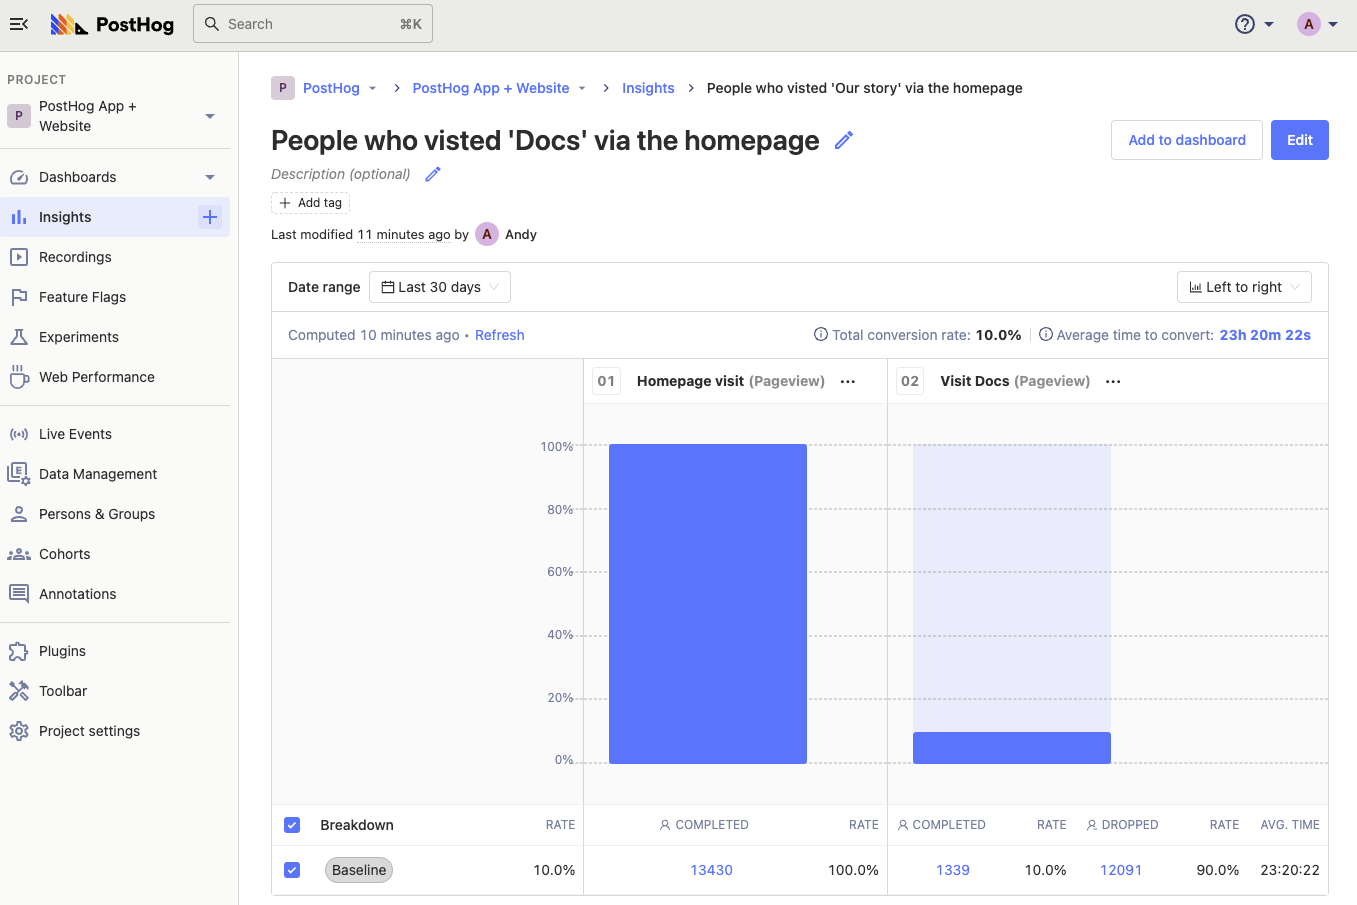 PostHog
Search ⌘K
A
PROJECT
P PostHog App +
Website
Dashboards
Insights
Recordings
Feature Flags
Experiments
Web Performance
Live Events
Data Management
Persons & Groups
Cohorts
Annotations
Plugins
Toolbar
Project settings
P PostHog > PostHog App + Website > Insights > People who visted 'Our story' via the homepage
People who visted 'Docs' via the homepage
Add to dashboard
Edit
Description (optional)
+ Add tag
Last modified 11 minutes ago by A Andy
Date range Last 30 days Left to right
Computed 10 minutes ago • Refresh Total conversion rate: 10.0% Average time to convert: 23h 20m 22s
01 Homepage visit (Pageview) ••• 02 Visit Docs (Pageview) •••
100%
80%
60%
40%
20%
0%
Breakdown RATE COMPLETED RATE COMPLETED RATE DROPPED RATE AVG. TIME
Baseline 10.0% 13430 100.0% 1339 10.0% 12091 90.0% 23:20:22